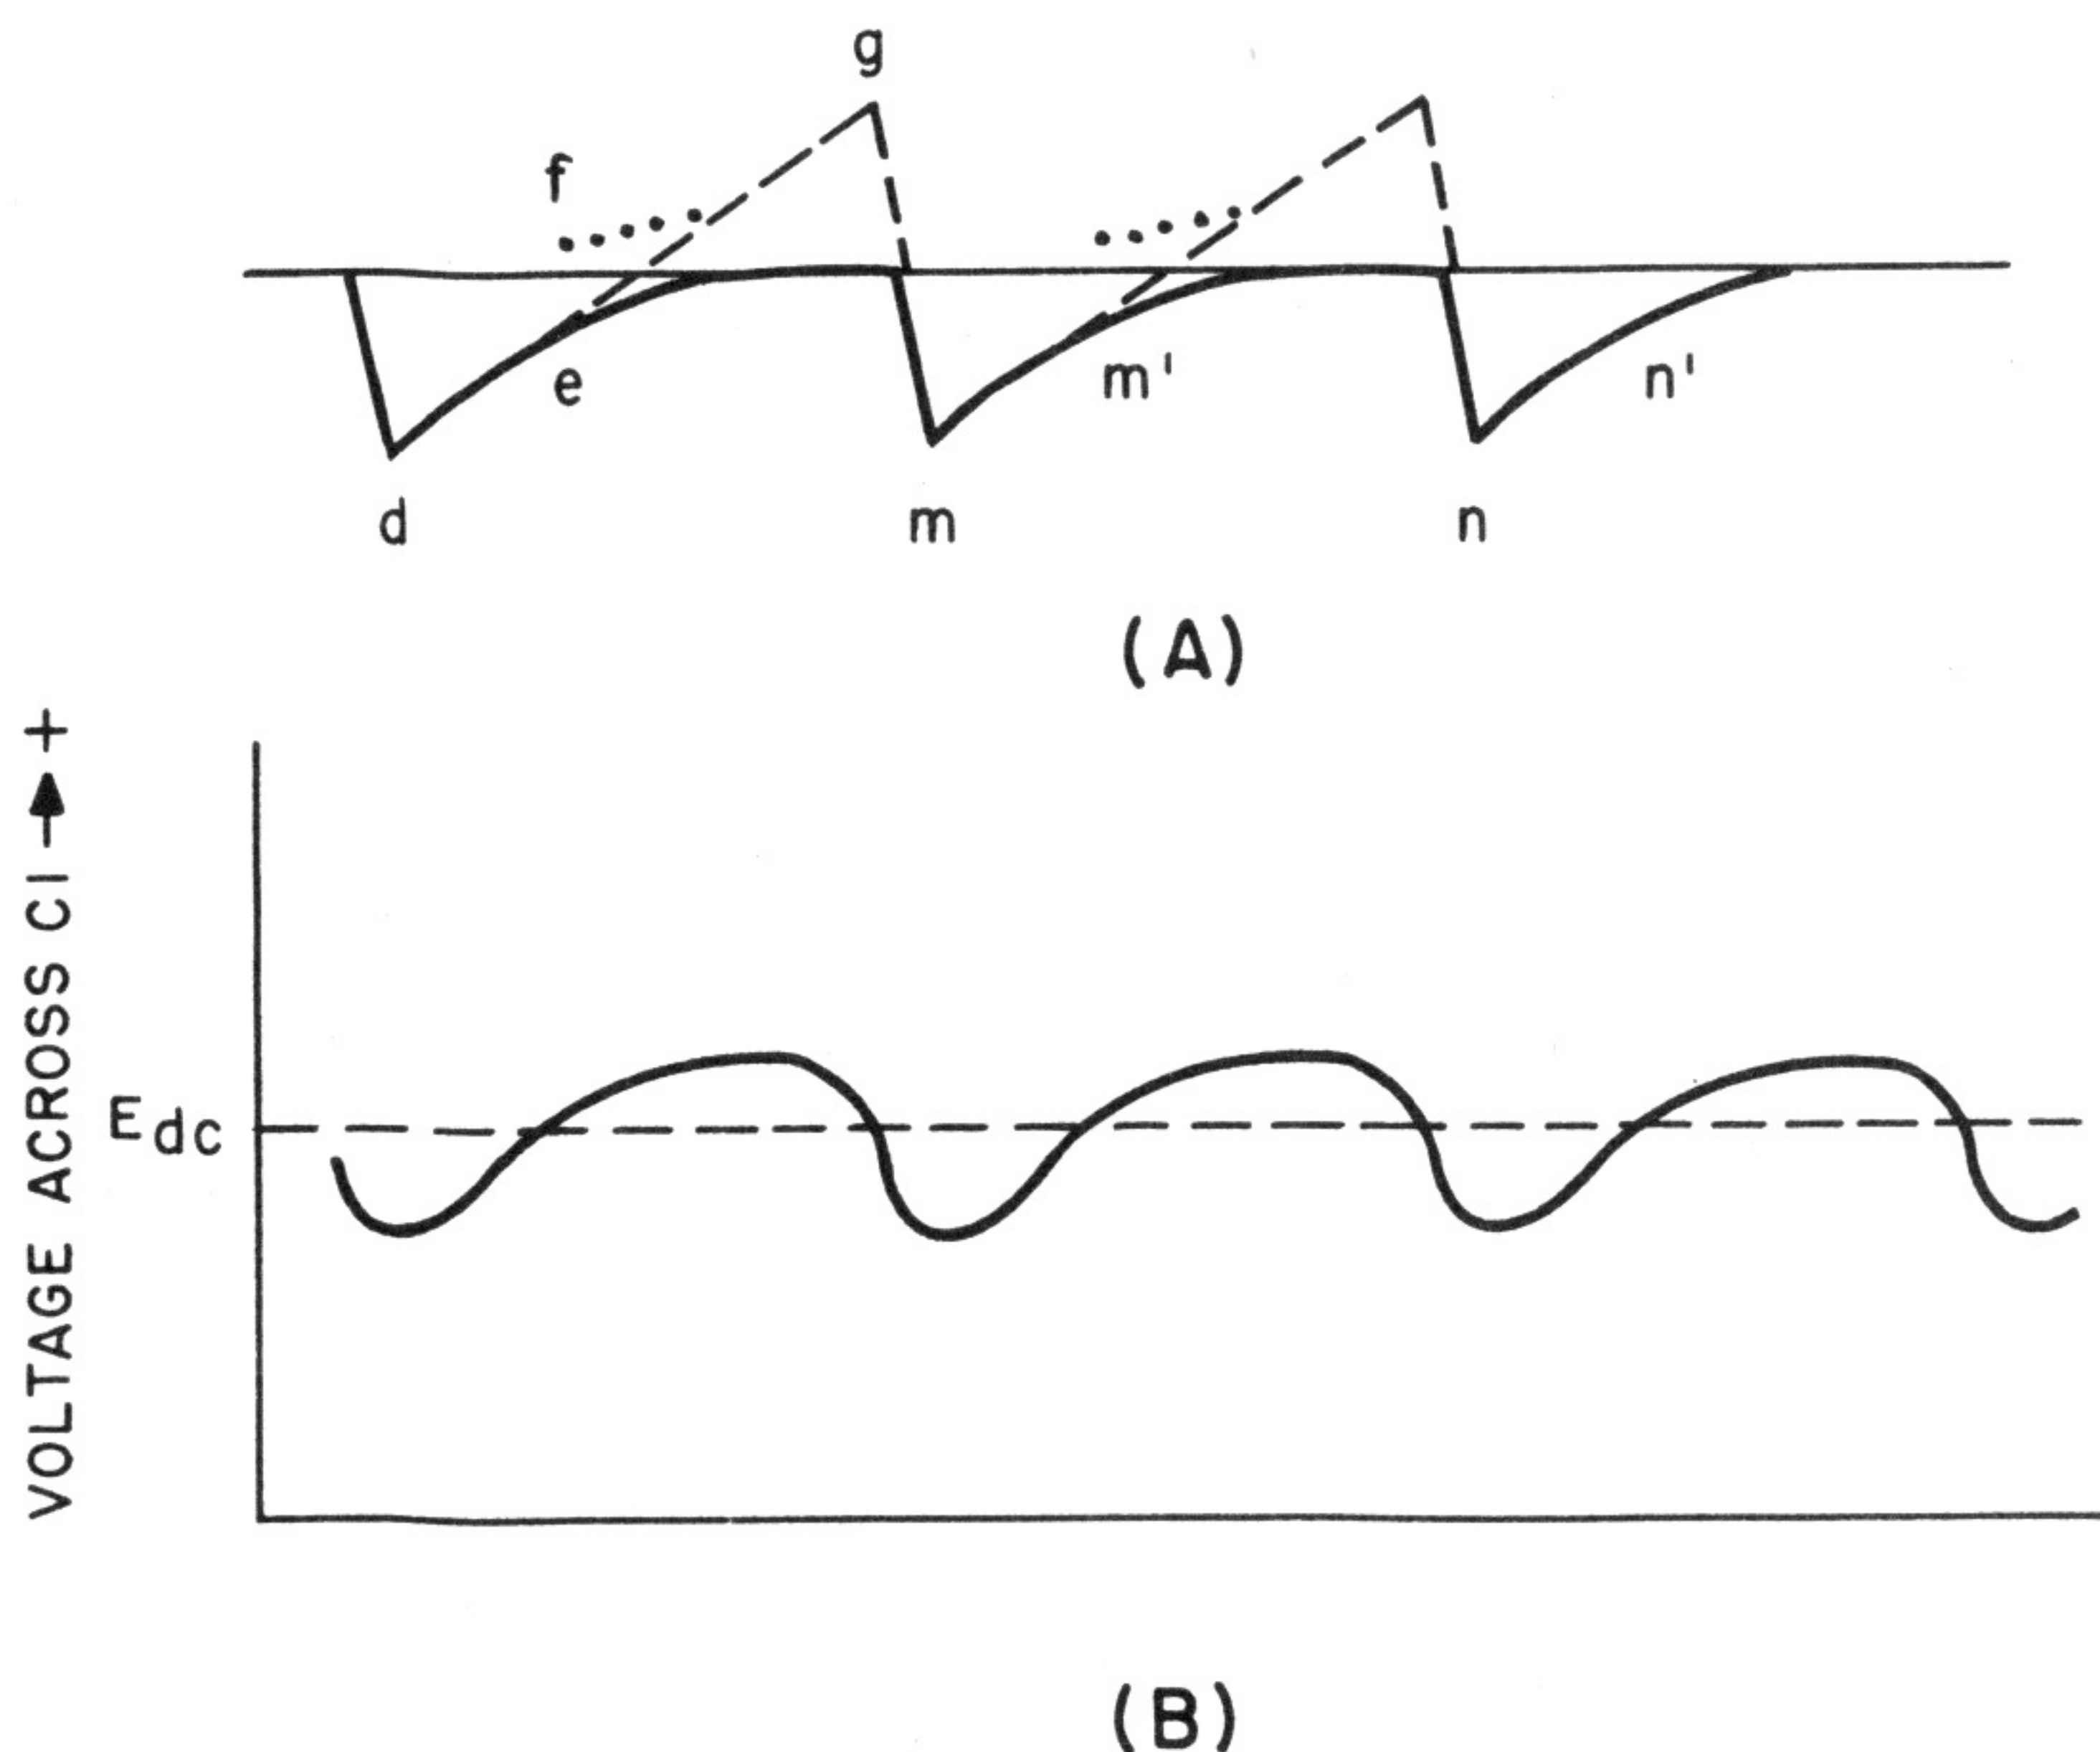 g
f
e
m'
n'
d
m
n
(A)
VOLTAGE ACROSS C1 → +
Edc
(B)